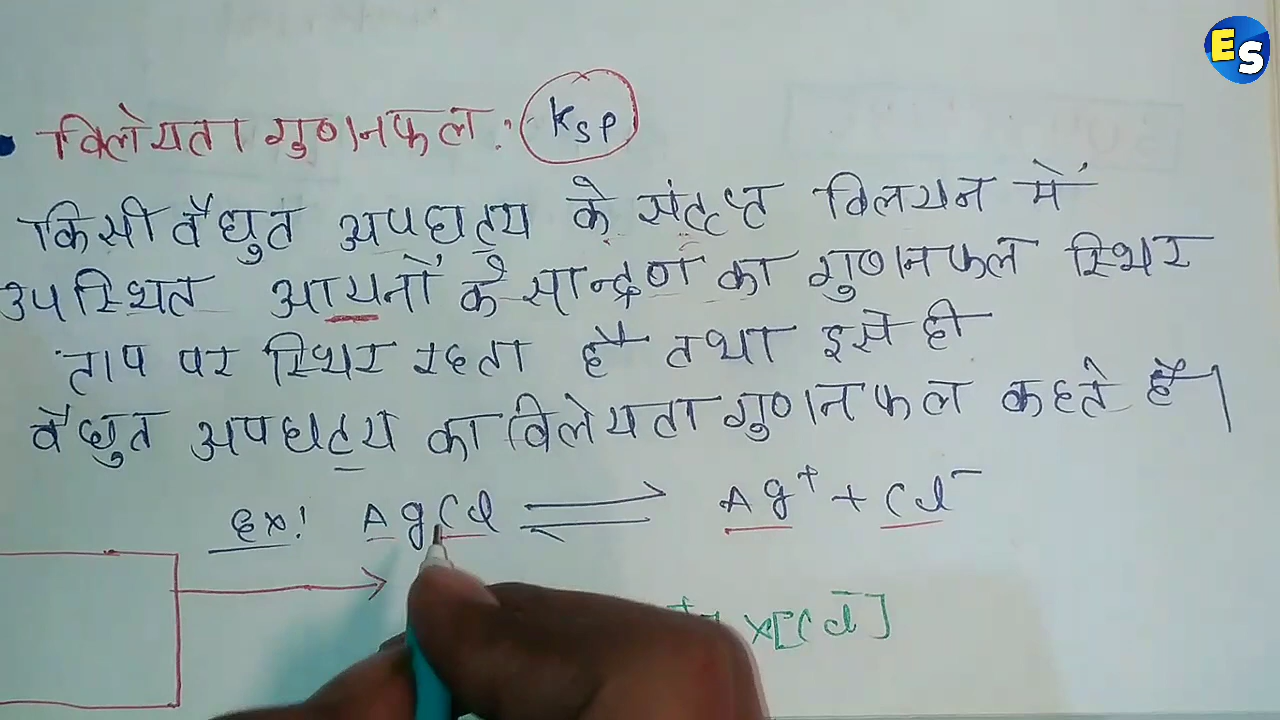 ES
• विलेयता गुणनफल : Ksp
किसी वैधुत अपघट्य के संतृप्त विलयन में
उपस्थित आयनों के सान्द्रण का गुणनफल स्थिर
ताप पर स्थिर रहता है तथा इसे ही
वैधुत अपघट्य का विलेयता गुणनफल कहते है।
Ex! AgCl ⇌ Ag⁺ + Cl⁻
×[Cl⁻]